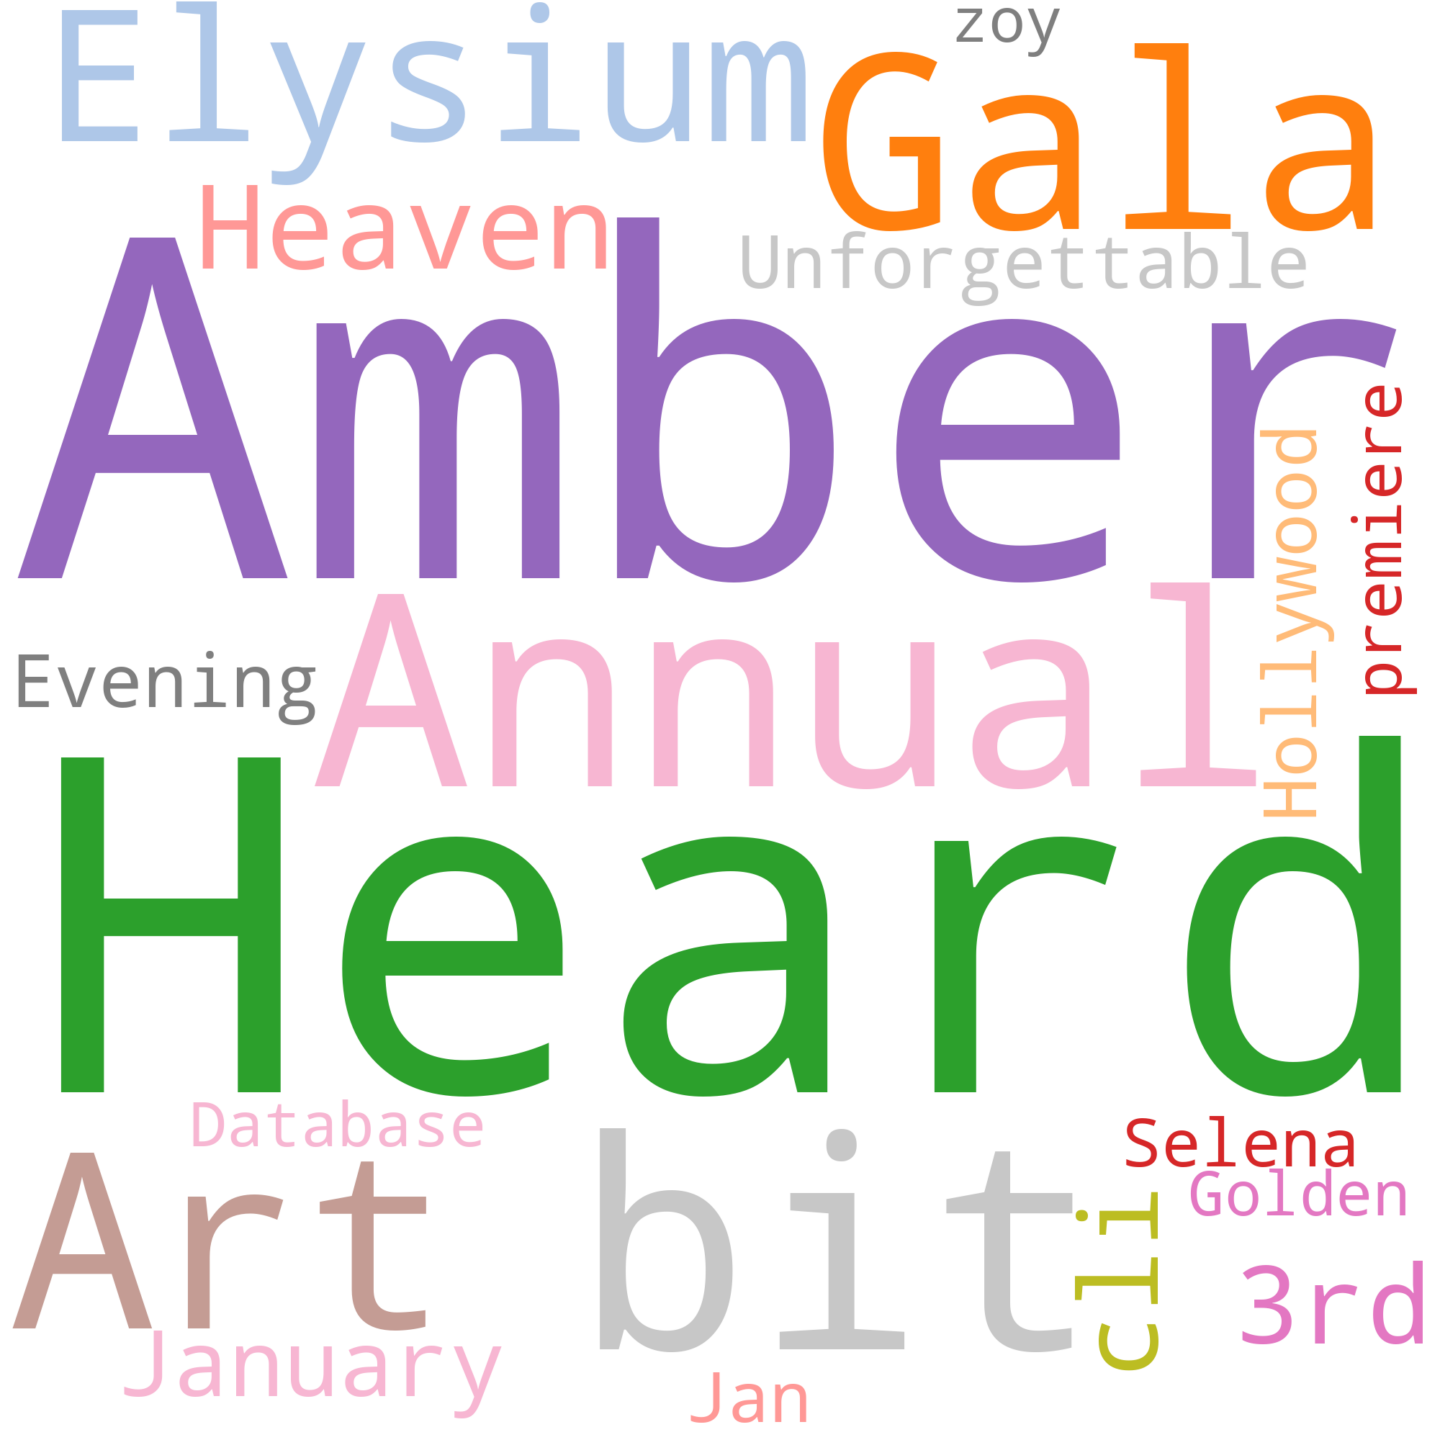 zoy
Elysium
Gala
Heaven
Unforgettable
Amber
premiere
Hollywood
Annual
Evening
Heard
Database
Selena
Golden
Art
bit
cli
3rd
January
Jan